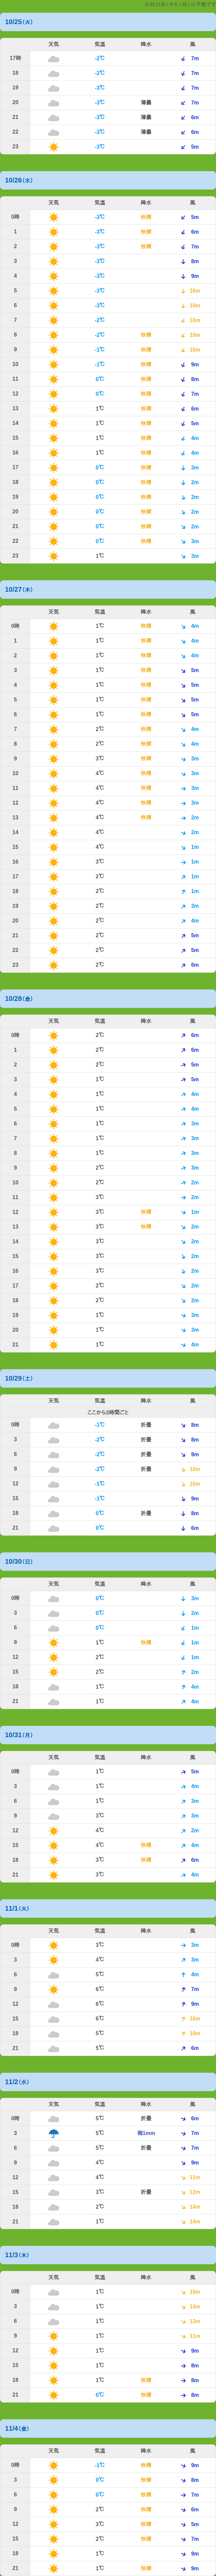 10/25(火)
天気 気温 降水 風
17時 -2℃ 7m
18 -2℃ 7m
19 -3℃ 7m
20 -3℃ 薄曇 7m
21 -3℃ 薄曇 6m
22 -3℃ 薄曇 6m
23 -3℃ 5m
10/26(水)
天気 気温 降水 風
0時 -3℃ 快晴 5m
1 -3℃ 快晴 6m
2 -3℃ 快晴 7m
3 -3℃ 8m
4 -3℃ 9m
5 -3℃ 10m
6 -3℃ 10m
7 -2℃ 10m
8 -2℃ 快晴 10m
9 -1℃ 快晴 10m
10 -1℃ 快晴 9m
11 0℃ 快晴 8m
12 0℃ 快晴 7m
13 1℃ 快晴 6m
14 1℃ 快晴 5m
15 1℃ 快晴 4m
16 1℃ 快晴 4m
17 0℃ 快晴 3m
18 0℃ 快晴 2m
19 0℃ 快晴 2m
20 0℃ 快晴 2m
21 0℃ 快晴 2m
22 0℃ 快晴 3m
23 1℃ 3m
10/27(木)
天気 気温 降水 風
0時 1℃ 快晴 4m
1 1℃ 快晴 4m
2 1℃ 快晴 4m
3 1℃ 快晴 5m
4 1℃ 快晴 5m
5 1℃ 快晴 5m
6 1℃ 快晴 5m
7 2℃ 快晴 4m
8 2℃ 快晴 4m
9 3℃ 快晴 3m
10 4℃ 快晴 3m
11 4℃ 快晴 3m
12 4℃ 快晴 3m
13 4℃ 快晴 2m
14 4℃ 2m
15 4℃ 1m
16 3℃ 1m
17 2℃ 1m
18 2℃ 1m
19 2℃ 3m
20 2℃ 4m
21 2℃ 5m
22 2℃ 5m
23 2℃ 6m
10/28(金)
天気 気温 降水 風
0時 2℃ 6m
1 2℃ 6m
2 2℃ 5m
3 1℃ 5m
4 1℃ 4m
5 1℃ 4m
6 1℃ 3m
7 1℃ 3m
8 1℃ 3m
9 2℃ 3m
10 2℃ 2m
11 3℃ 2m
12 3℃ 快晴 1m
13 3℃ 快晴 2m
14 3℃ 2m
15 3℃ 2m
16 3℃ 2m
17 2℃ 2m
18 2℃ 2m
19 1℃ 3m
20 1℃ 3m
21 1℃ 4m
10/29(土)
天気 気温 降水 風
ここから3時間ごと
0時 -1℃ 折曇 8m
3 -2℃ 折曇 8m
6 -2℃ 折曇 9m
9 -2℃ 折曇 10m
12 -1℃ 10m
15 -1℃ 9m
18 0℃ 折曇 8m
21 0℃ 6m
10/30(日)
天気 気温 降水 風
0時 0℃ 3m
3 0℃ 2m
6 0℃ 1m
9 1℃ 快晴 1m
12 2℃ 1m
15 2℃ 2m
18 1℃ 4m
21 1℃ 4m
10/31(月)
天気 気温 降水 風
0時 1℃ 5m
3 1℃ 4m
6 1℃ 3m
9 3℃ 3m
12 4℃ 2m
15 4℃ 快晴 4m
18 3℃ 快晴 6m
21 3℃ 4m
11/1(火)
天気 気温 降水 風
0時 3℃ 3m
3 4℃ 3m
6 5℃ 4m
9 6℃ 7m
12 6℃ 9m
15 6℃ 10m
18 5℃ 10m
21 5℃ 6m
11/2(水)
天気 気温 降水 風
0時 5℃ 折曇 6m
3 5℃ 雨1mm 7m
6 5℃ 折曇 7m
9 4℃ 9m
12 4℃ 11m
15 3℃ 折曇 12m
18 2℃ 14m
21 1℃ 14m
11/3(木)
天気 気温 降水 風
0時 1℃ 15m
3 1℃ 14m
6 1℃ 13m
9 1℃ 11m
12 1℃ 9m
15 1℃ 8m
18 1℃ 快晴 8m
21 0℃ 快晴 8m
11/4(金)
天気 気温 降水 風
0時 -1℃ 快晴 9m
3 0℃ 快晴 8m
6 0℃ 快晴 7m
9 2℃ 快晴 6m
12 3℃ 快晴 5m
15 2℃ 快晴 7m
18 1℃ 9m
21 1℃ 快晴 9m